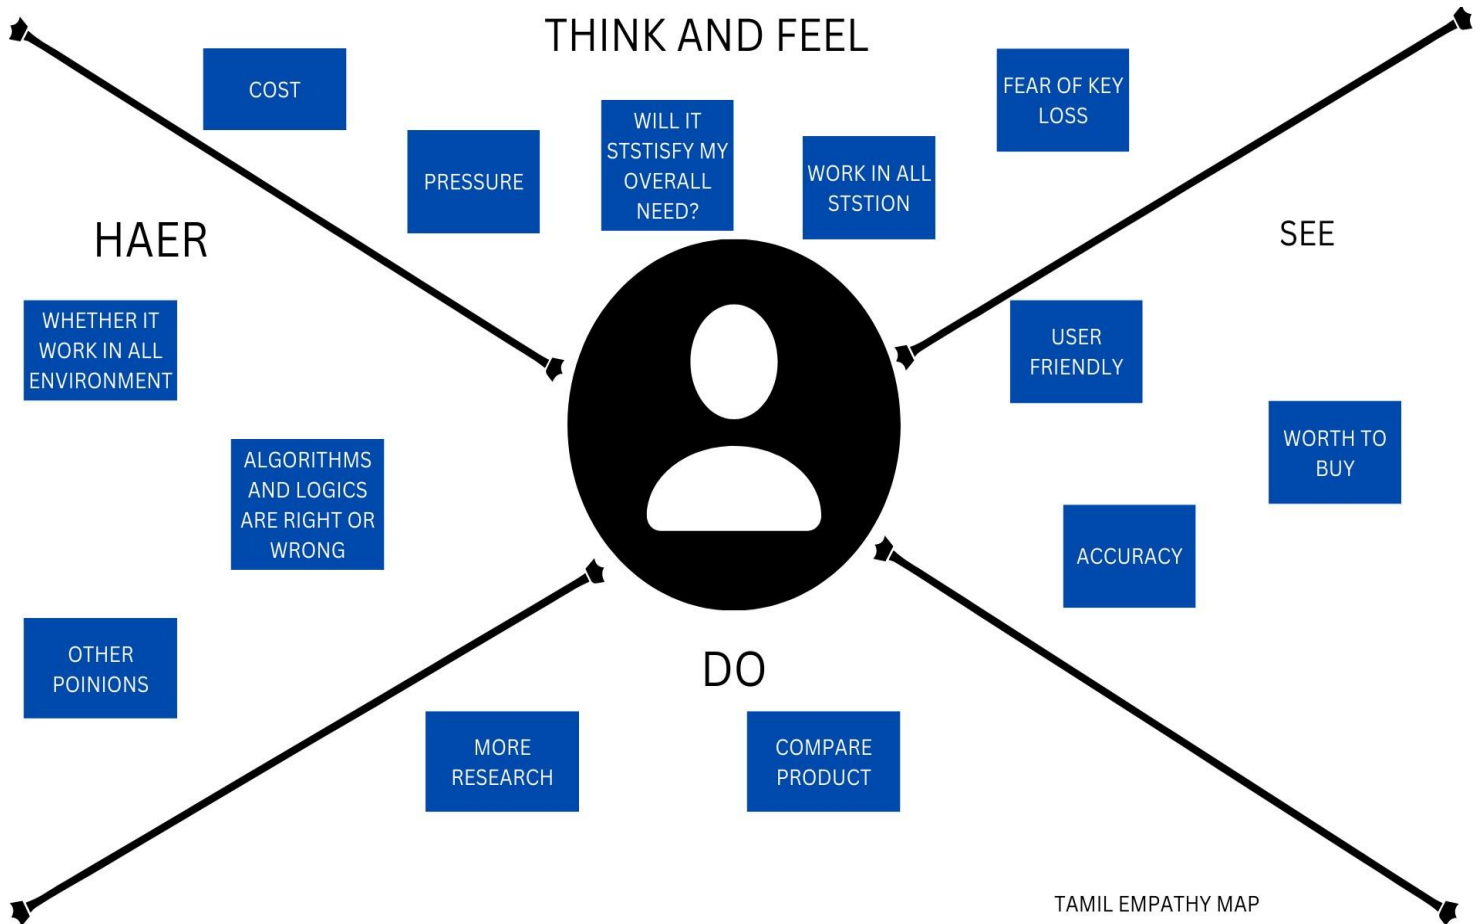 THINK AND FEEL
COST
PRESSURE
WILL IT
STSTISFY MY
OVERALL
NEED?
WORK IN ALL
STSTION
FEAR OF KEY
LOSS
HAER
WHETHER IT
WORK IN ALL
ENVIRONMENT
ALGORITHMS
AND LOGICS
ARE RIGHT OR
WRONG
OTHER
POINIONS
SEE
USER
FRIENDLY
WORTH TO
BUY
ACCURACY
DO
MORE
RESEARCH
COMPARE
PRODUCT
TAMIL EMPATHY MAP